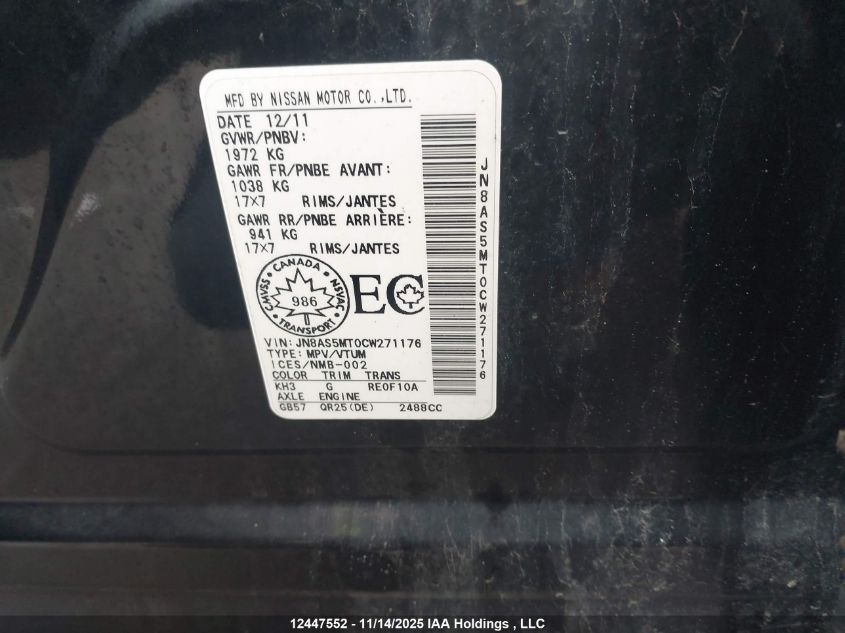 MFD BY NISSAN MOTOR CO.,LTD.
DATE 12/11
GVWR/PNBV:
1972 KG
GAWR FR/PNBE AVANT:
1038 KG
17X7 RIMS/JANTES
GAWR RR/PNBE ARRIÈRE:
941 KG
17X7 RIMS/JANTES
CANADA
CMVSS NSVAC
986
TRANSPORT
EC
VIN: JN8AS5MT0CW271176
TYPE: MPV/VTUM
ICES/NMB-002
COLOR TRIM TRANS
KH3 G RE0F10A
AXLE ENGINE
GB57 QR25(DE) 2488CC
JN8AS5MT0CW271176
12447552 - 11/14/2025 IAA Holdings , LLC